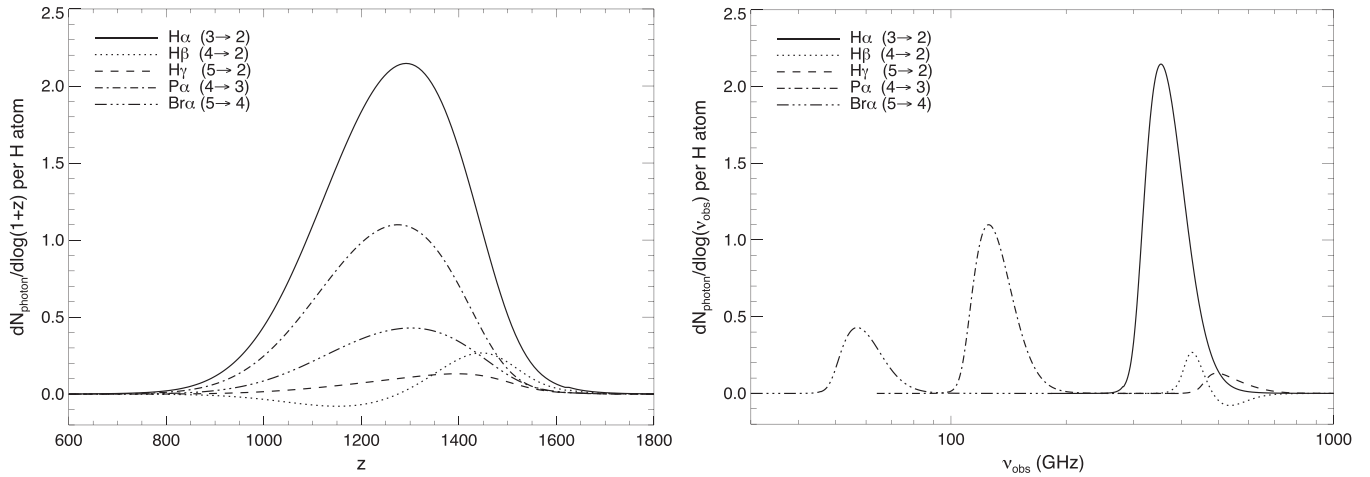 2.5
2.0
1.5
1.0
0.5
0.0
dN_photon/dlog(1+z) per H atom
Hα (3→ 2)
Hβ (4→ 2)
Hγ (5→ 2)
Pα (4→ 3)
Brα (5→ 4)
600 800 1000 1200 1400 1600 1800
z
2.5
2.0
1.5
1.0
0.5
0.0
dN_photon/dlog(ν_obs) per H atom
Hα (3→ 2)
Hβ (4→ 2)
Hγ (5→ 2)
Pα (4→ 3)
Brα (5→ 4)
100 1000
ν_obs (GHz)